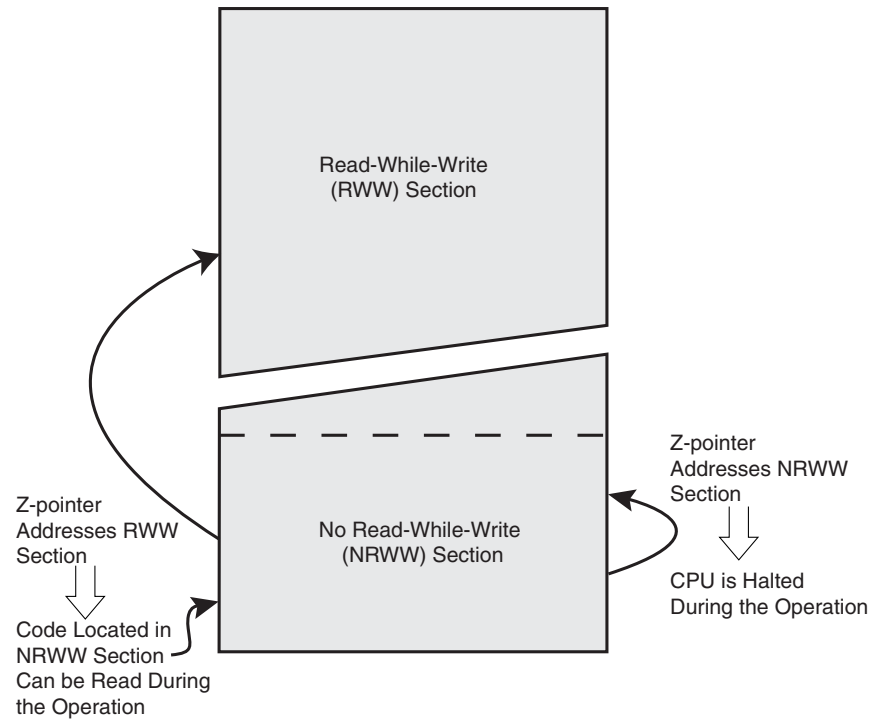 Read-While-Write
(RWW) Section
Z-pointer
Addresses NRWW
Section
Z-pointer
Addresses RWW
Section
No Read-While-Write
(NRWW) Section
CPU is Halted
During the Operation
Code Located in
NRWW Section
Can be Read During
the Operation